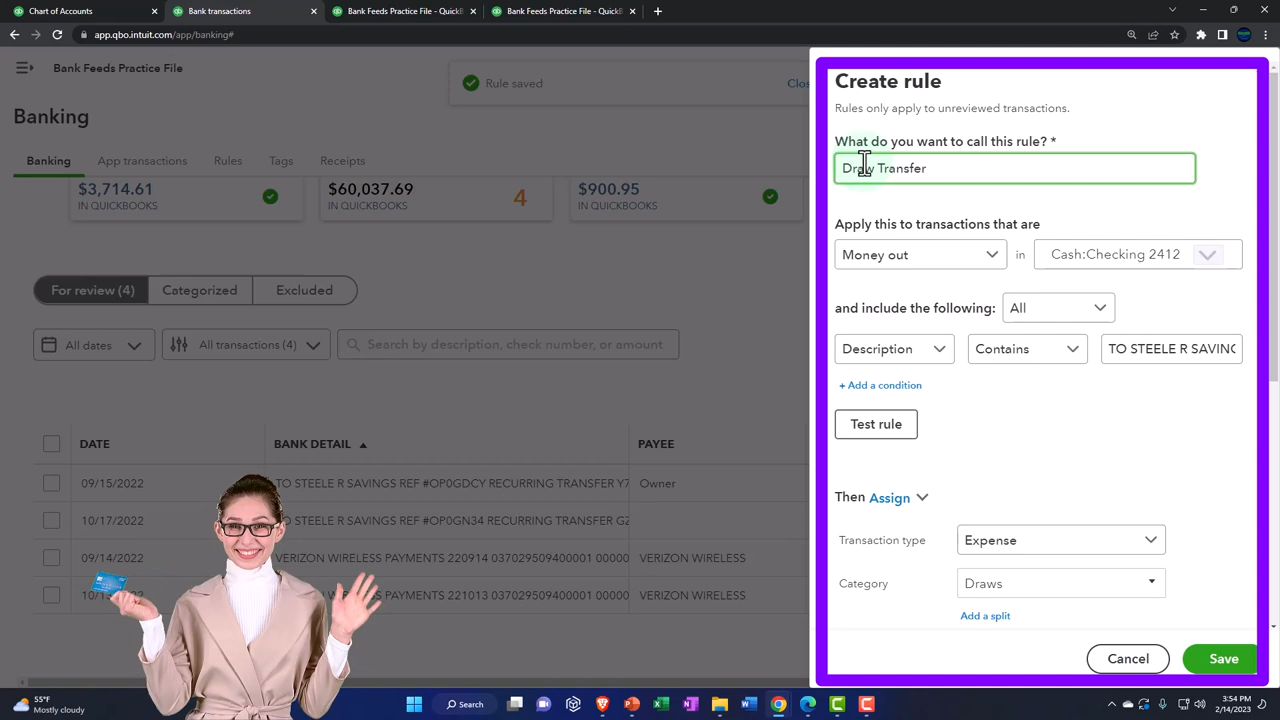 Chart of Accounts
Banking transactions
Bank Feeds Practice File - Quick
Bank Feeds Practice File - Quick
app.qbo.intuit.com/app/banking#
Bank Feeds Practice File
Rule saved
Banking
Banking App transactions Rules Tags Receipts
$3,714.61
IN QUICKBOOKS
$60,037.69
IN QUICKBOOKS
4
$900.95
IN QUICKBOOKS
For review (4) Categorized Excluded
All dates All transactions (4) Search by description, check number, or amount
DATE BANK DETAIL PAYEE
09/15/2022 TO STEELE R SAVINGS REF #OP0GDCY RECURRING TRANSFER Y7 Owner
10/17/2022 TO STEELE R SAVINGS REF #OP0GN34 RECURRING TRANSFER GZ
09/14/2022 VERIZON WIRELESS PAYMENTS 220914 037029509400001 00000 VERIZON WIRELESS
VERIZON WIRELESS PAYMENTS 221013 037029509400001 00000 VERIZON WIRELESS
Create rule
Rules only apply to unreviewed transactions.
What do you want to call this rule? *
Draw Transfer
Apply this to transactions that are
Money out in Cash:Checking 2412
and include the following: All
Description Contains TO STEELE R SAVING
+ Add a condition
Test rule
Then Assign
Transaction type Expense
Category Draws
Add a split
Cancel Save
55°F
Mostly cloudy
Search
3:54 PM
2/14/2023